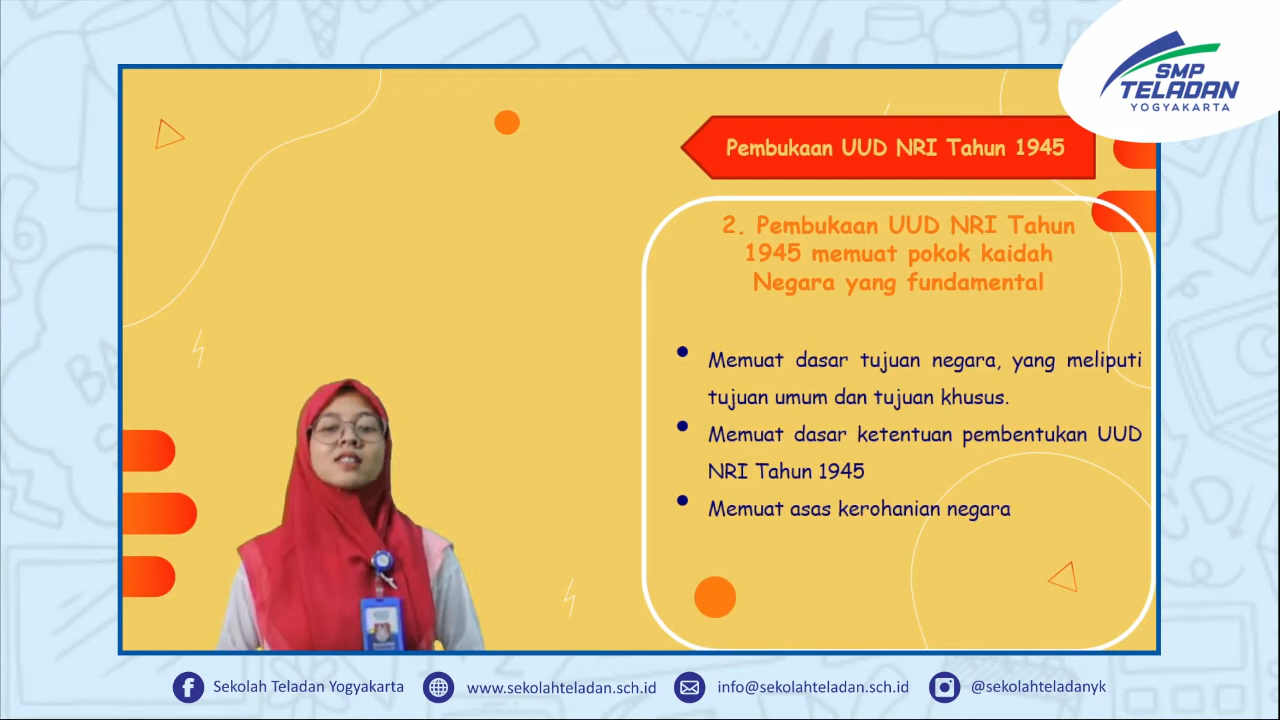 SMP
TELADAN
YOGYAKARTA
Pembukaan UUD NRI Tahun 1945
2. Pembukaan UUD NRI Tahun
1945 memuat pokok kaidah
Negara yang fundamental
• Memuat dasar tujuan negara, yang meliputi
tujuan umum dan tujuan khusus.
• Memuat dasar ketentuan pembentukan UUD
NRI Tahun 1945
• Memuat asas kerohanian negara
Sekolah Teladan Yogyakarta
www.sekolahteladan.sch.id
info@sekolahteladan.sch.id
@sekolahteladanyk